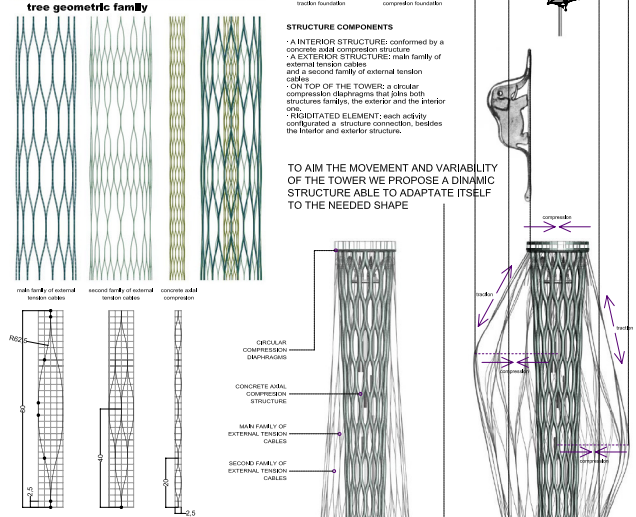 tree geometric family
traction foundation
compresion foundation
STRUCTURE COMPONENTS
· A INTERIOR STRUCTURE: conformed by a
concrete axial compresion structure
· A EXTERIOR STRUCTURE: main family of
external tension cables
and a second family of external tension
cables
· ON TOP OF THE TOWER: a circular
compression diaphragms that joins both
structures familys, the exterior and the interior
one.
· RIGIDITATED ELEMENT: each activity
configurated a structure connection, besides
the interior and exterior structure.
TO AIM THE MOVEMENT AND VARIABILITY
OF THE TOWER WE PROPOSE A DINAMIC
STRUCTURE ABLE TO ADAPTATE ITSELF
TO THE NEEDED SHAPE
main family of external
tension cables
second family of external
tension cables
concrete axial
compresion
R62.5
60
2,5
40
20
2,5
CIRCULAR
COMPRESSION
DIAPHRAGMS
CONCRETE AXIAL
COMPRESION
STRUCTURE
MAIN FAMILY OF
EXTERNAL TENSION
CABLES
SECOND FAMILY OF
EXTERNAL TENSION
CABLES
compression
traction
traction
compression
compression